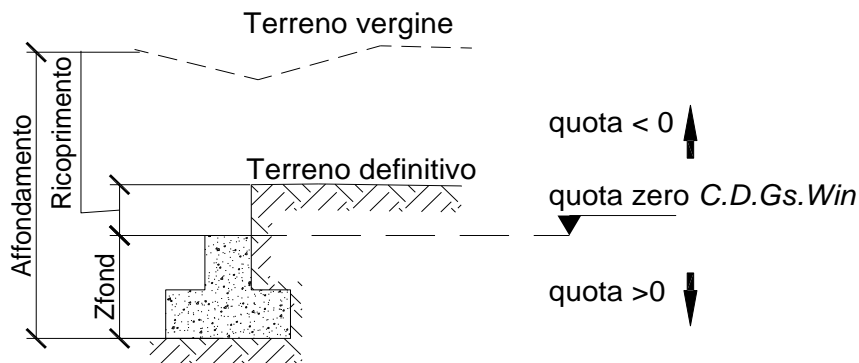 Terreno vergine
Affondamento
Ricoprimento
quota < 0
Terreno definitivo
quota zero C.D.Gs.Win
Zfond
quota >0